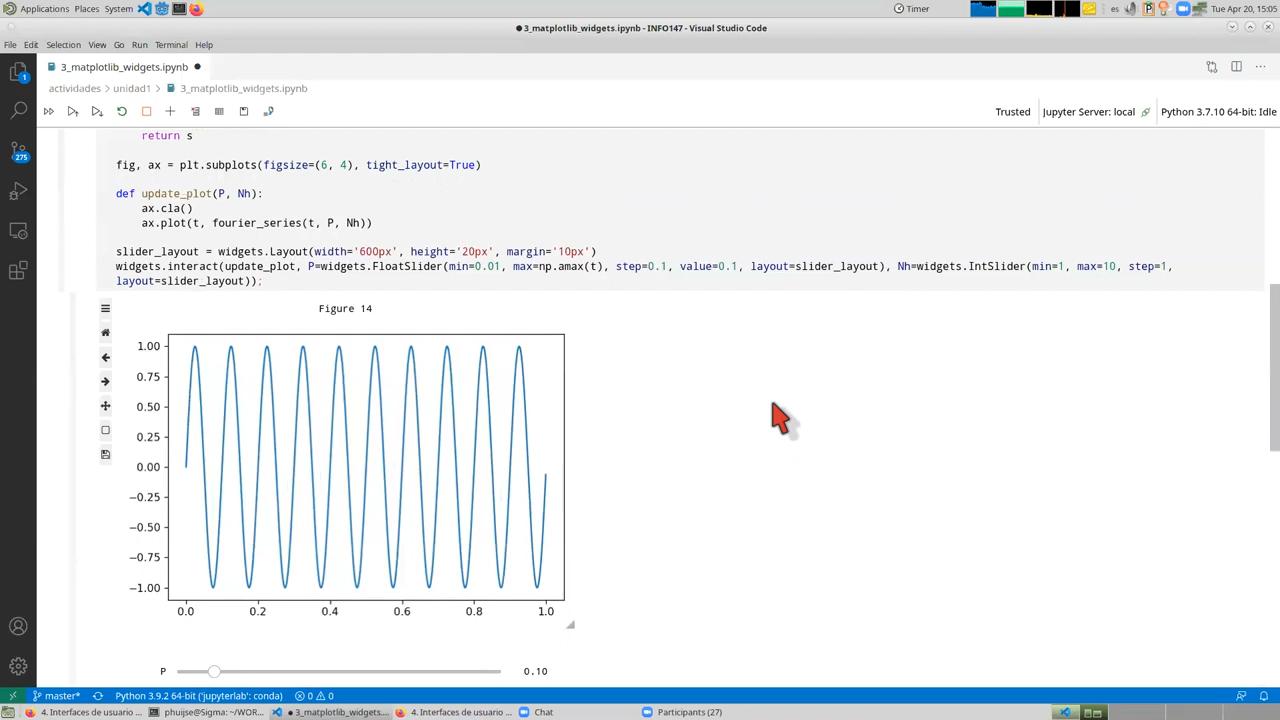 Applications Places System Timer es Tue Apr 20, 15:05
3_matplotlib_widgets.ipynb - INFO147 - Visual Studio Code
File Edit Selection View Go Run Terminal Help
3_matplotlib_widgets.ipynb
actividades > unidad1 > 3_matplotlib_widgets.ipynb
Trusted Jupyter Server: local Python 3.7.10 64-bit: Idle
1
275
return s
fig, ax = plt.subplots(figsize=(6, 4), tight_layout=True)
def update_plot(P, Nh):
ax.cla()
ax.plot(t, fourier_series(t, P, Nh))
slider_layout = widgets.Layout(width='600px', height='20px', margin='10px')
widgets.interact(update_plot, P=widgets.FloatSlider(min=0.01, max=np.amax(t), step=0.1, value=0.1, layout=slider_layout), Nh=widgets.IntSlider(min=1, max=10, step=1,
layout=slider_layout));
Figure 14
1.00
0.75
0.50
0.25
0.00
−0.25
−0.50
−0.75
−1.00
0.0 0.2 0.4 0.6 0.8 1.0
P 0.10
master* Python 3.9.2 64-bit ('jupyterlab': conda) 0 0
4. Interfaces de usuario ... phuijse@Sigma: ~/WOR... 3_matplotlib_widgets.... 4. Interfaces de usuario ... Chat Participants (27)